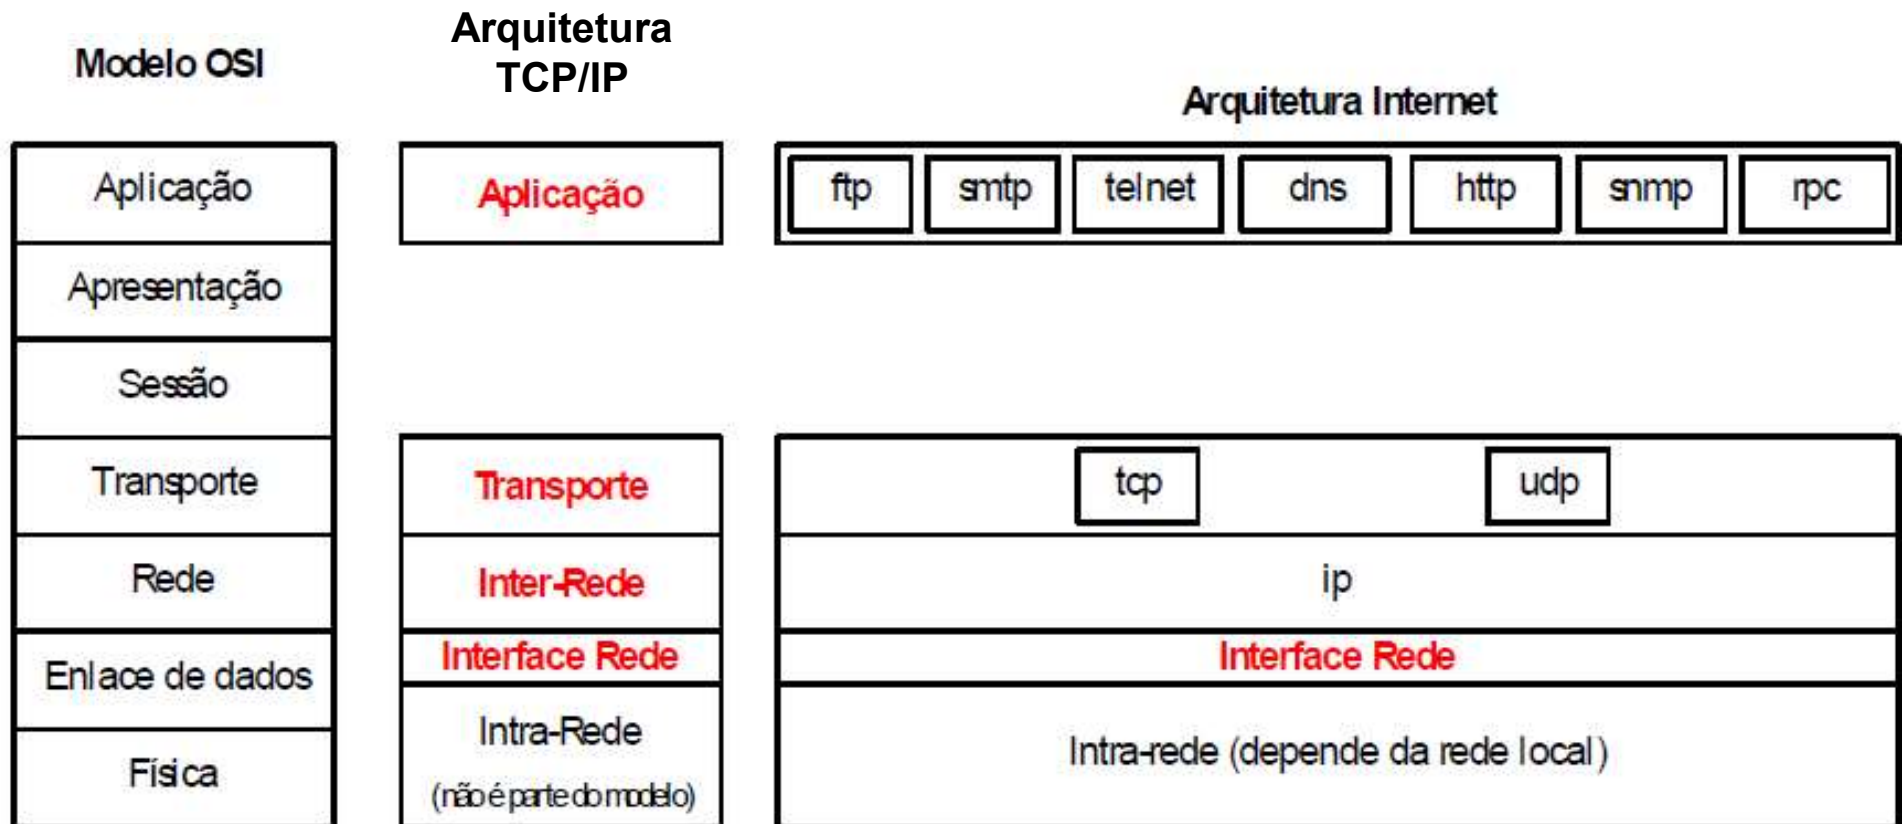 Modelo OSI
Arquitetura
TCP/IP
Arquitetura Internet
Aplicação
Apresentação
Sessão
Transporte
Rede
Enlace de dados
Física
Aplicação
Transporte
Inter-Rede
Interface Rede
Intra-Rede
(não é parte do modelo)
ftp
smtp
telnet
dns
http
snmp
rpc
tcp
udp
ip
Interface Rede
Intra-rede (depende da rede local)